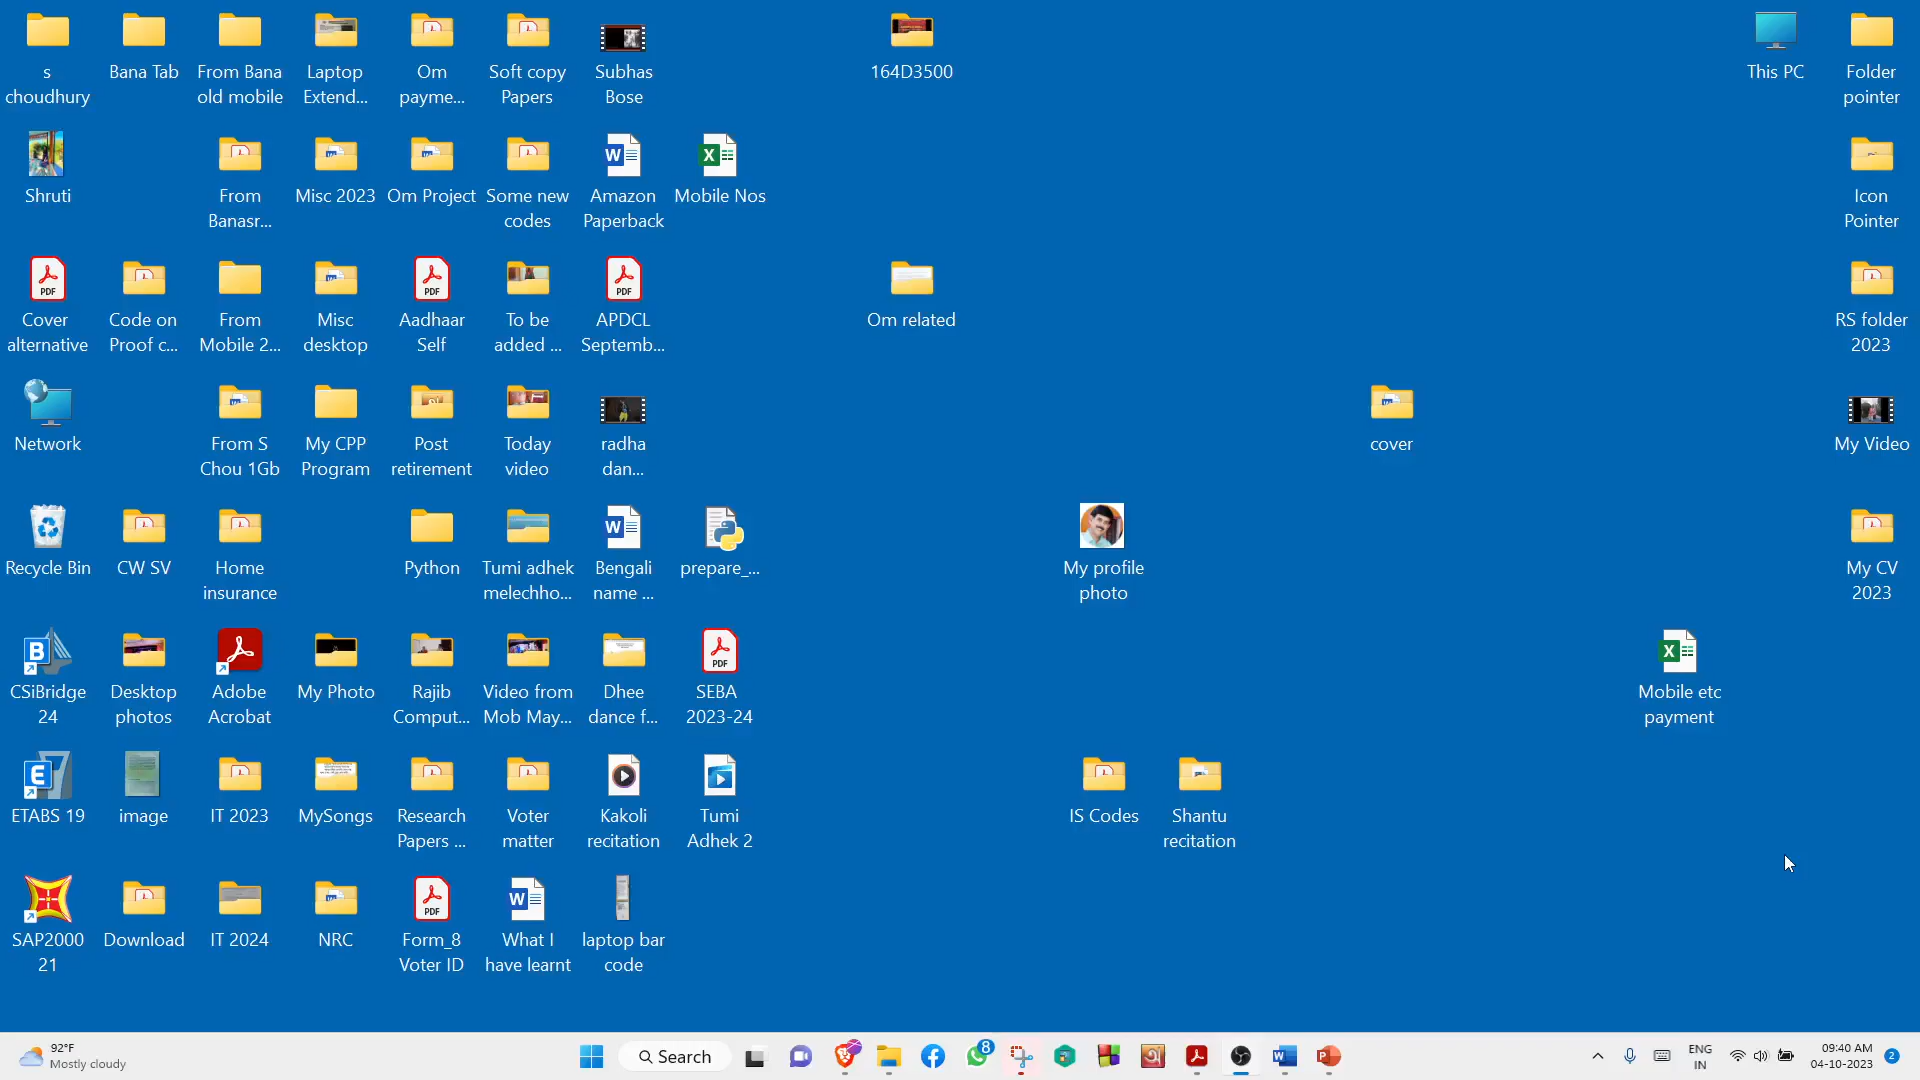 s
choudhury
Bana Tab
From Bana
old mobile
Laptop
Extend...
Om
payme...
Soft copy
Papers
Subhas
Bose
164D3500
This PC
Folder
pointer
Shruti
From
Banasr...
Misc 2023
Om Project
Some new
codes
Amazon
Paperback
Mobile Nos
Icon
Pointer
Cover
alternative
Code on
Proof c...
From
Mobile 2...
Misc
desktop
Aadhaar
Self
To be
added ...
APDCL
Septemb...
Om related
RS folder
2023
Network
From S
Chou 1Gb
My CPP
Program
Post
retirement
Today
video
radha
dan...
cover
My Video
Recycle Bin
CW SV
Home
insurance
Python
Tumi adhek
melechho...
Bengali
name ...
prepare_...
My profile
photo
My CV
2023
CSiBridge
24
Desktop
photos
Adobe
Acrobat
My Photo
Rajib
Comput...
Video from
Mob May...
Dhee
dance f...
SEBA
2023-24
Mobile etc
payment
ETABS 19
image
IT 2023
MySongs
Research
Papers ...
Voter
matter
Kakoli
recitation
Tumi
Adhek 2
IS Codes
Shantu
recitation
SAP2000
21
Download
IT 2024
NRC
Form_8
Voter ID
What I
have learnt
laptop bar
code
92°F
Mostly cloudy
Search
8
ENG
IN
09:40 AM
04-10-2023
2